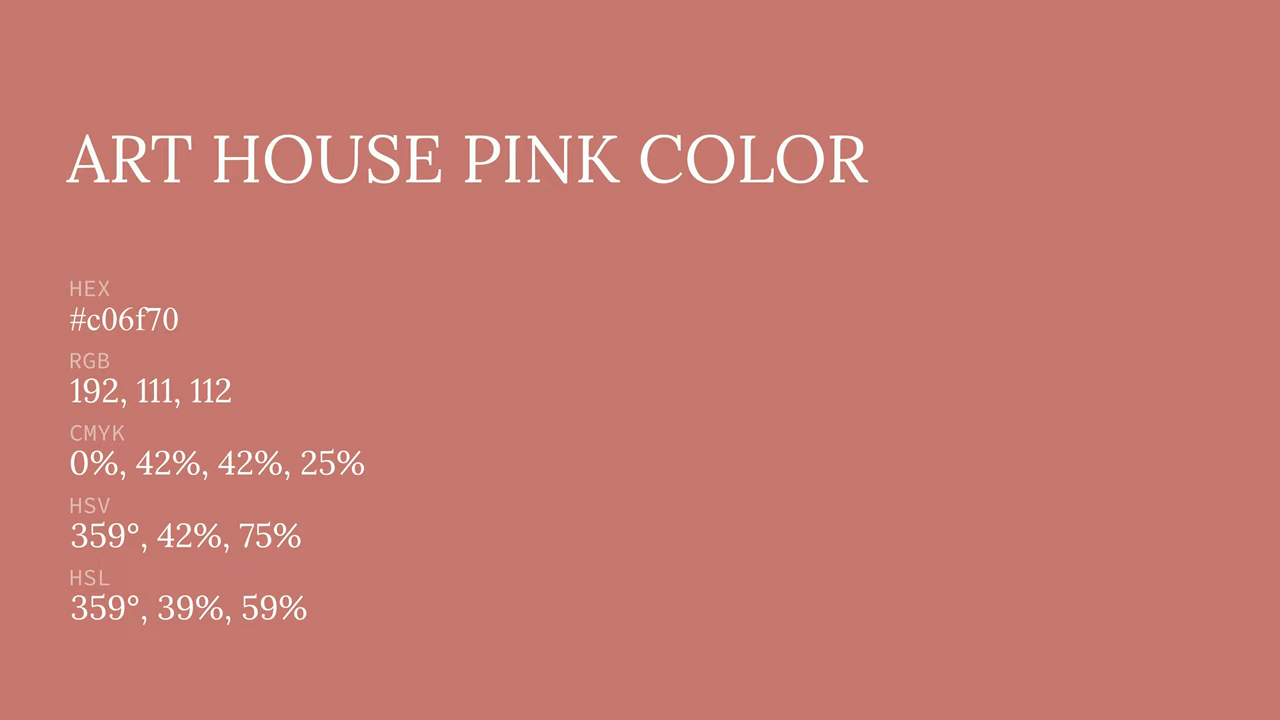 ART HOUSE PINK COLOR
HEX
#c06f70
RGB
192, 111, 112
CMYK
0%, 42%, 42%, 25%
HSV
359°, 42%, 75%
HSL
359°, 39%, 59%